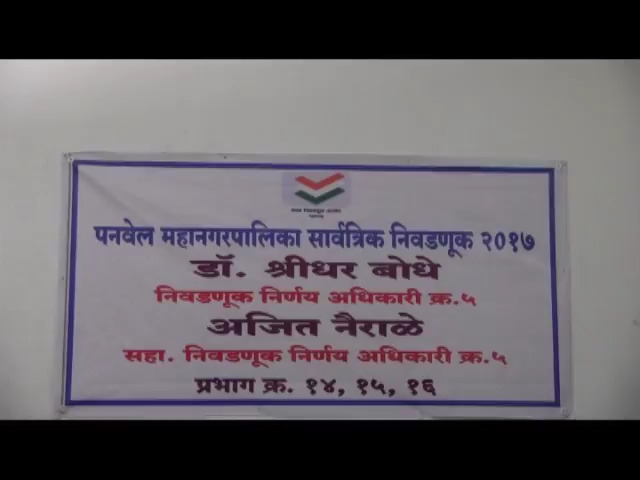 पनवेल महानगरपालिका सार्वत्रिक निवडणूक २०१७
डॉ. श्रीधर बोधे
निवडणूक निर्णय अधिकारी क्र.५
अजित नैराळे
सहा. निवडणूक निर्णय अधिकारी क्र.५
प्रभाग क्र. १४, १५, १६